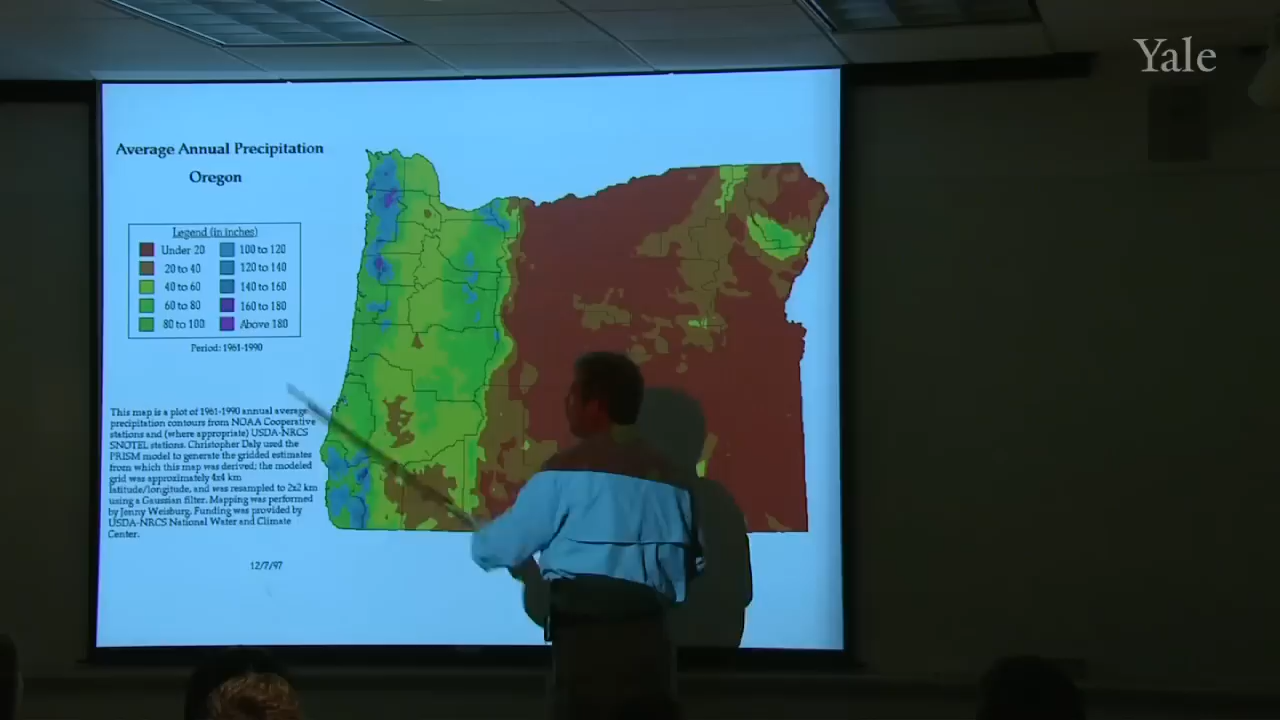 Yale
Average Annual Precipitation
Oregon
Legend (in inches)
Under 20
20 to 40
40 to 60
60 to 80
80 to 100
100 to 120
120 to 140
140 to 160
160 to 180
Above 180
Period: 1961-1990
This map is a plot of 1961-1990 annual average
precipitation contours from NOAA Cooperative
stations and (where appropriate) USDA-NRCS
SNOTEL stations. Christopher Daly used the
PRISM model to generate the gridded estimates
from which this map was derived; the modeled
grid was approximately 4x4 km
latitude/longitude, and was resampled to 2x2 km
using a Gaussian filter. Mapping was performed
by Jenny Weisburg. Funding was provided by
USDA-NRCS National Water and Climate
Center.
12/7/97